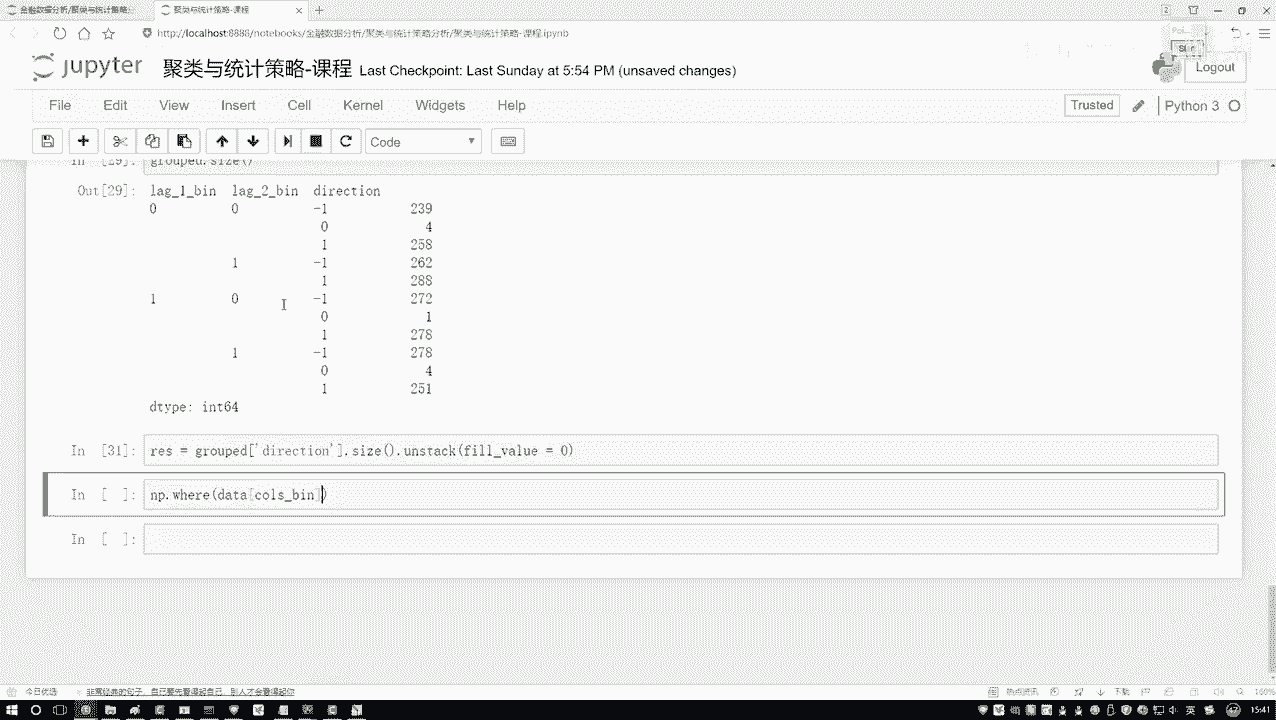 金融数据分析/聚类与统计策略
聚类与统计策略-课程
http://localhost:8888/notebooks/金融数据分析/聚类与统计策略分析/聚类与统计策略-课程.ipynb
jupyter 聚类与统计策略-课程 Last Checkpoint: Last Sunday at 5:54 PM (unsaved changes)
Logout
File Edit View Insert Cell Kernel Widgets Help
Trusted Python 3
Code
In [29]: grouped.size()
Out[29]: lag_1_bin lag_2_bin direction
0 0 -1 239
0 4
1 258
1 -1 262
1 288
1 0 -1 272
0 1
1 278
1 -1 278
0 4
1 251
dtype: int64
In [31]: res = grouped['direction'].size().unstack(fill_value = 0)
In [ ]: np.where(data[cols_bin])
In [ ]:
今日优选 非常经典的句子，自己要先看得起自己，别人才会看得起你
热点资讯 下载 160%
英 15:41